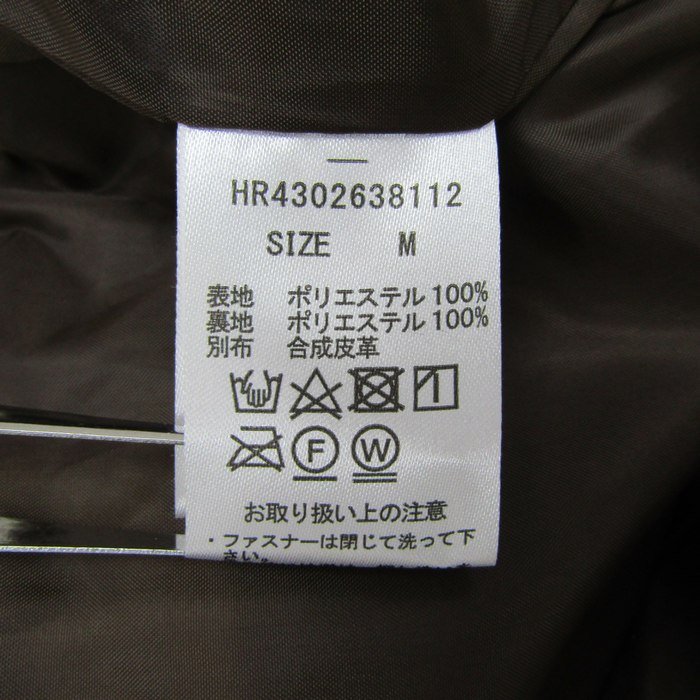 HR4302638112
SIZE M
表地 ポリエステル 100%
裏地 ポリエステル 100%
別布 合成皮革
F W
お取り扱い上の注意
・ファスナーは閉じて洗って下
さい。